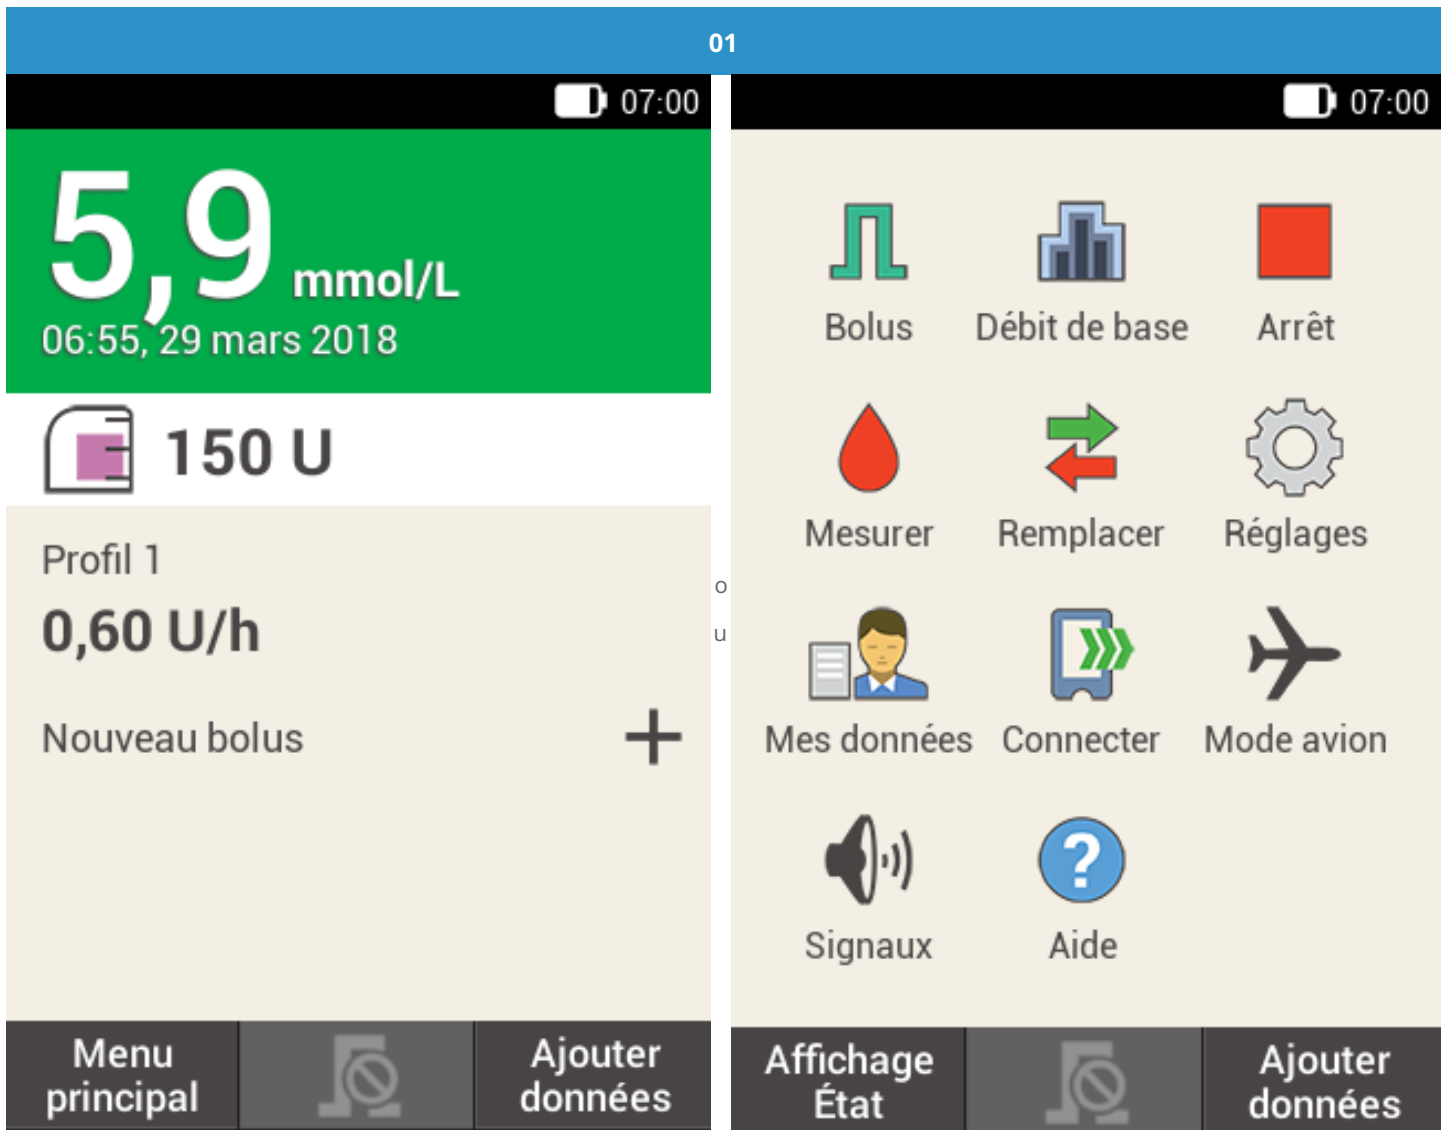 01
07:00
5,9 mmol/L
06:55, 29 mars 2018
150 U
Profil 1
0,60 U/h
Nouveau bolus
Menu
principal
Ajouter
données
o
u
07:00
Bolus Débit de base Arrêt
Mesurer Remplacer Réglages
Mes données Connecter Mode avion
?
Signaux Aide
Affichage
État
Ajouter
données